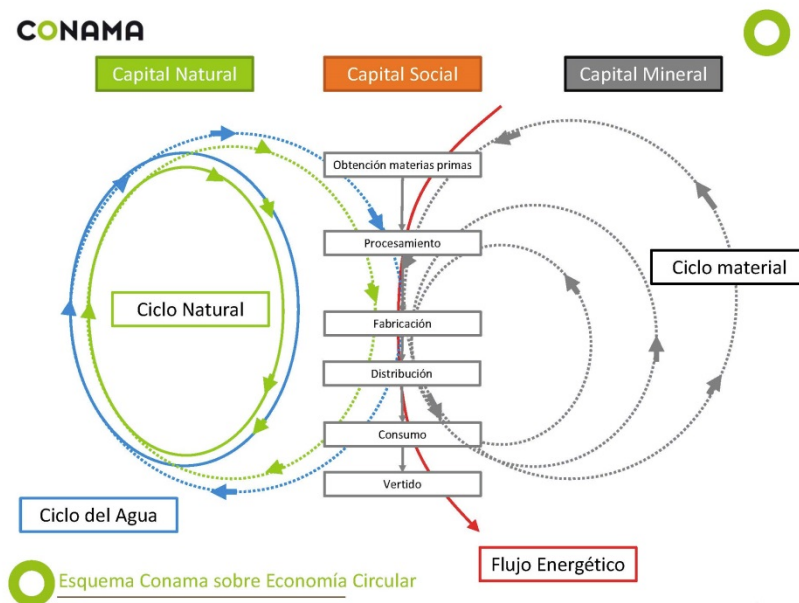 CONAMA
Capital Natural
Capital Social
Capital Mineral
Obtención materias primas
Procesamiento
Ciclo material
Ciclo Natural
Fabricación
Distribución
Consumo
Vertido
Ciclo del Agua
Flujo Energético
Esquema Conama sobre Economía Circular